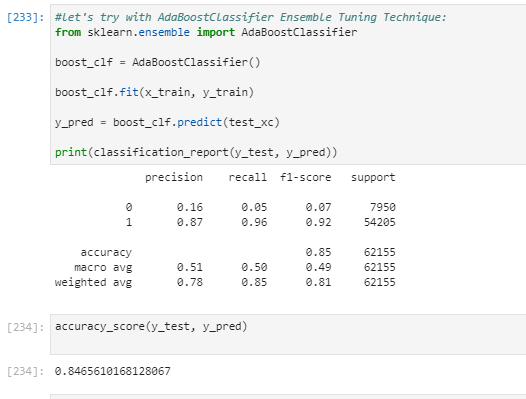 [233]: #Let's try with AdaBoostClassifier Ensemble Tuning Technique:
from sklearn.ensemble import AdaBoostClassifier
boost_clf = AdaBoostClassifier()
boost_clf.fit(x_train, y_train)
y_pred = boost_clf.predict(test_xc)
print(classification_report(y_test, y_pred))
precision recall f1-score support
0 0.16 0.05 0.07 7950
1 0.87 0.96 0.92 54205
accuracy 0.85 62155
macro avg 0.51 0.50 0.49 62155
weighted avg 0.78 0.85 0.81 62155
[234]: accuracy_score(y_test, y_pred)
[234]: 0.8465610168128067